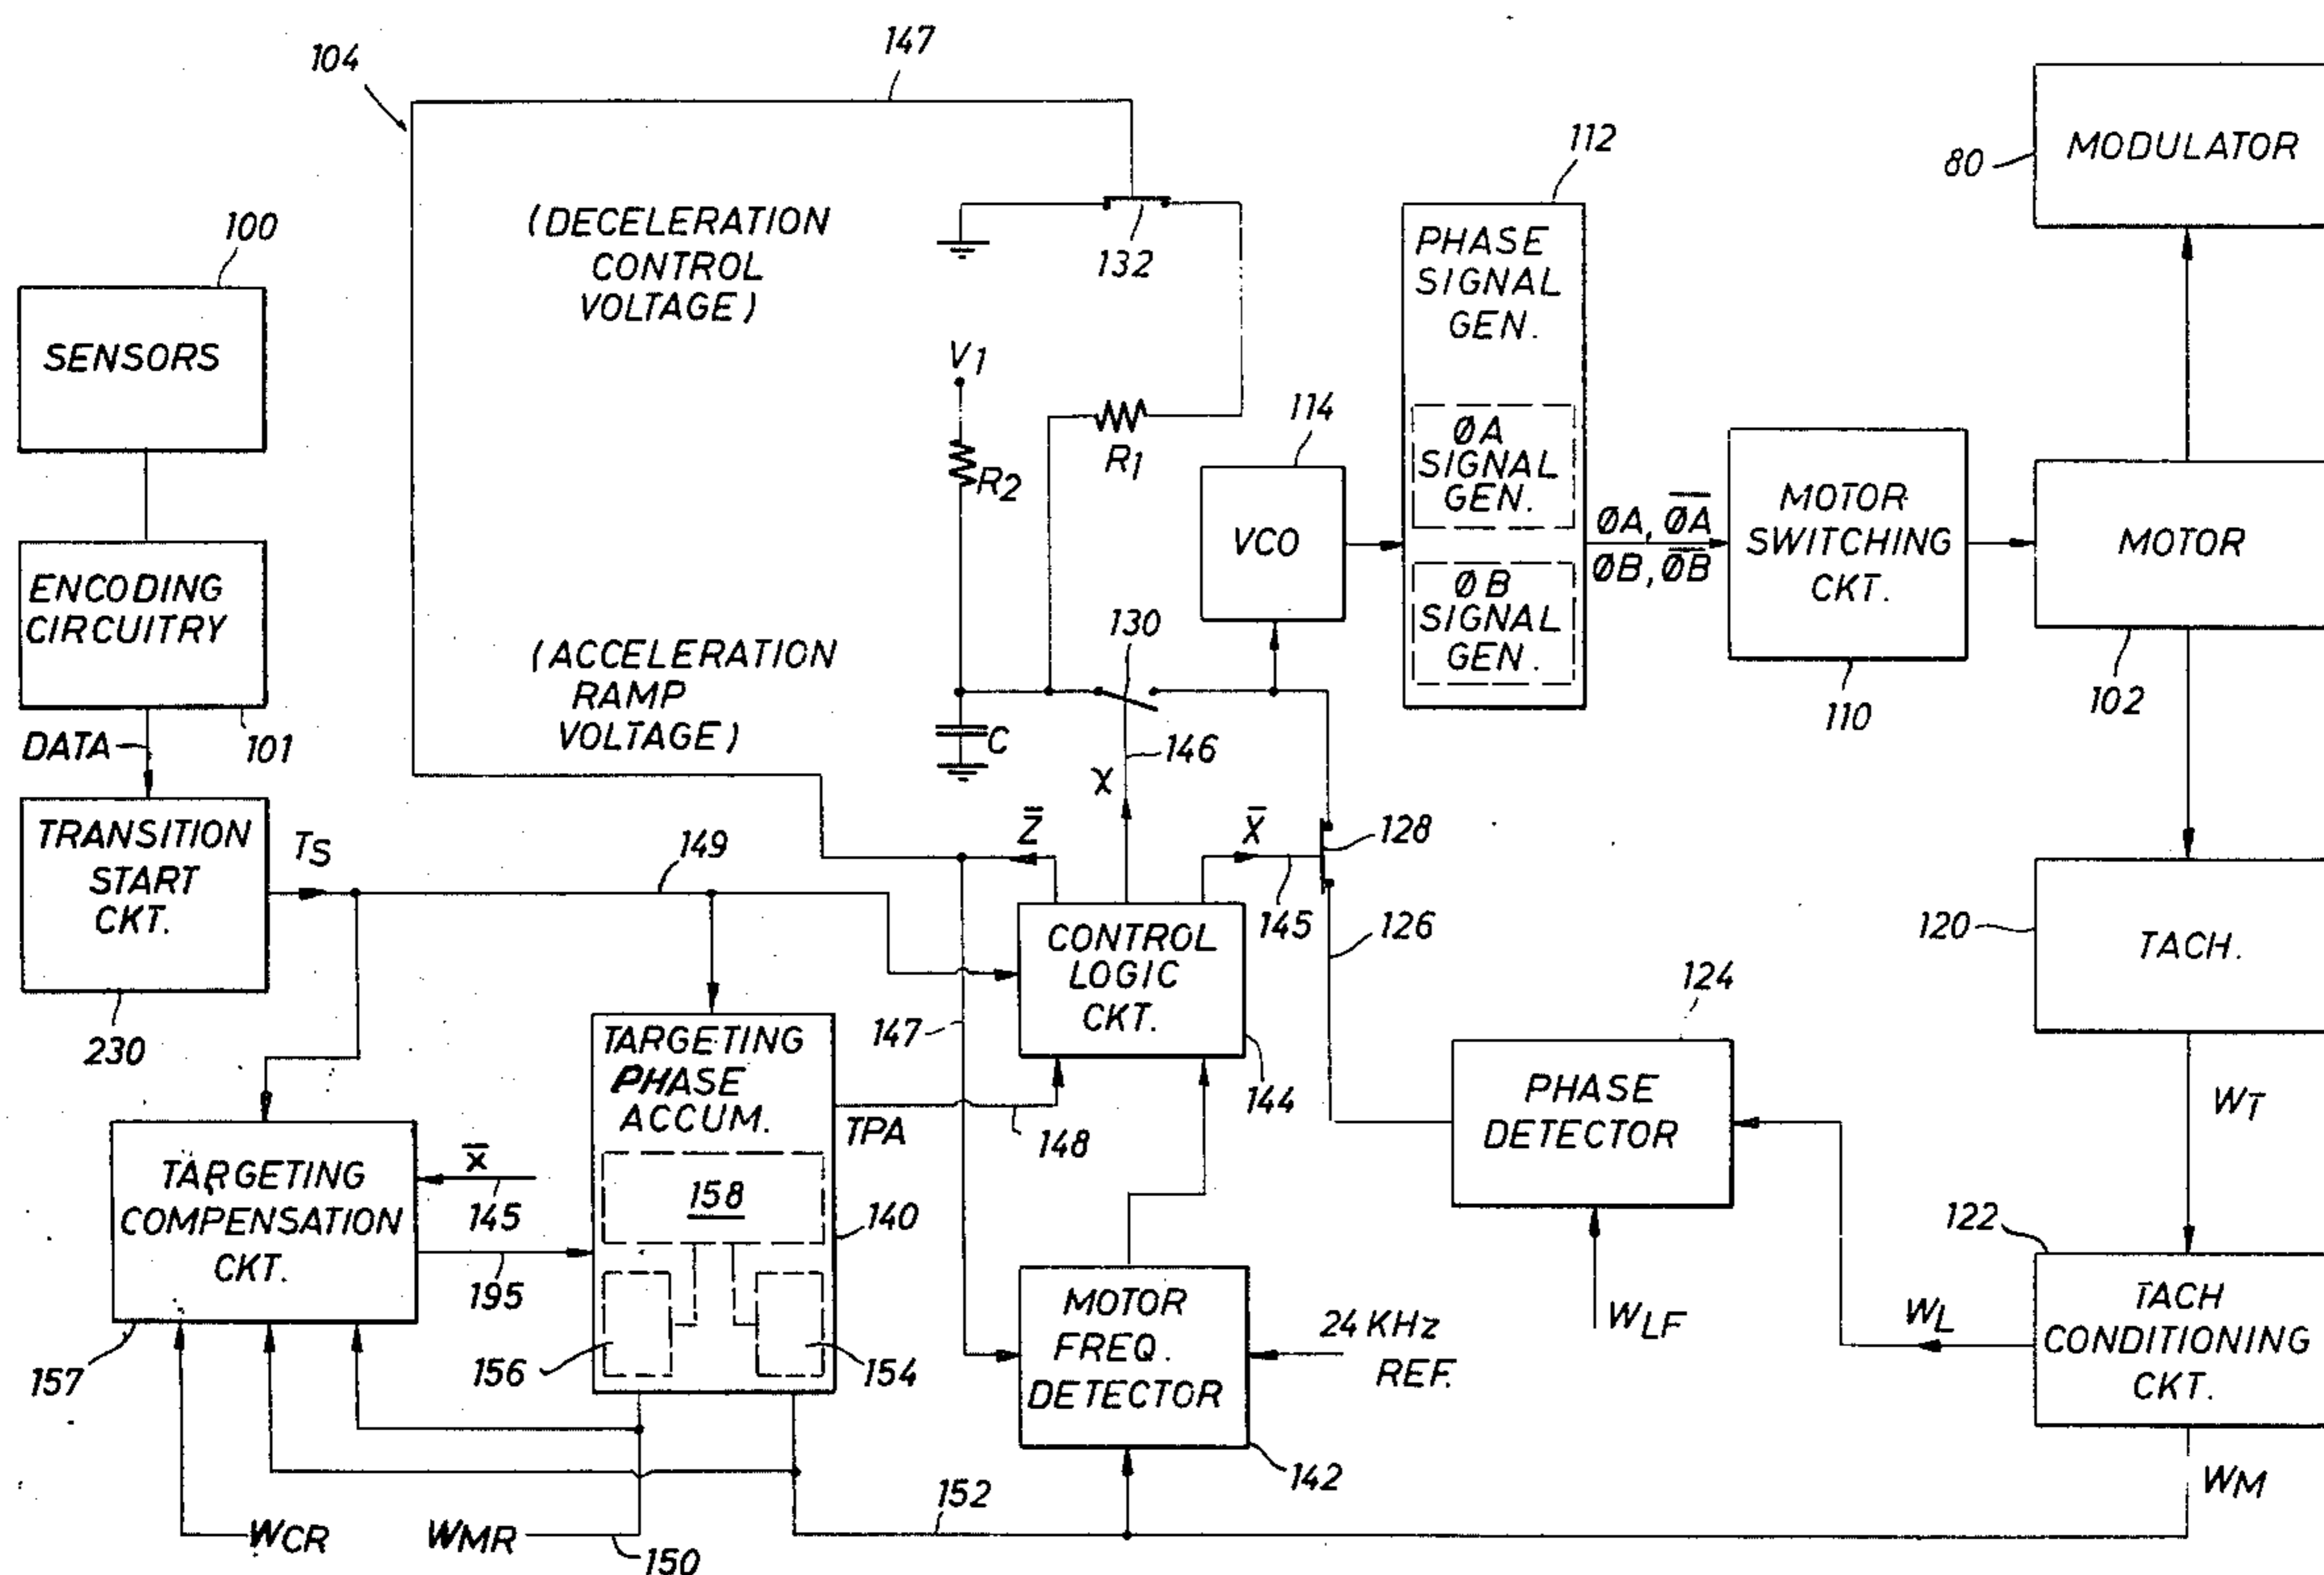 147
104
112
MODULATOR
80
(DECELERATION
CONTROL
VOLTAGE)
132
PHASE
SIGNAL
GEN.
100
SENSORS
V1
R2
R1
114
VCO
ØA
SIGNAL
GEN.
ØB
SIGNAL
GEN.
ØA, \overline{ØA}
ØB, \overline{ØB}
MOTOR
SWITCHING
CKT.
110
MOTOR
102
ENCODING
CIRCUITRY
101
DATA
(ACCELERATION
RAMP
VOLTAGE)
130
C
146
X
TRANSITION
START
CKT.
230
TS
149
Z̄
X̄
128
145
126
CONTROL
LOGIC
CKT.
144
120
TACH.
WT
124
PHASE
DETECTOR
WLF
147
TARGETING
PHASE
ACCUM.
TPA
148
158
140
156
154
TARGETING
COMPENSATION
CKT.
X̄
145
195
157
MOTOR
FREQ.
DETECTOR
142
24 KHz
REF.
122
TACH
CONDITIONING
CKT.
WL
WM
WCR
WMR
150
152